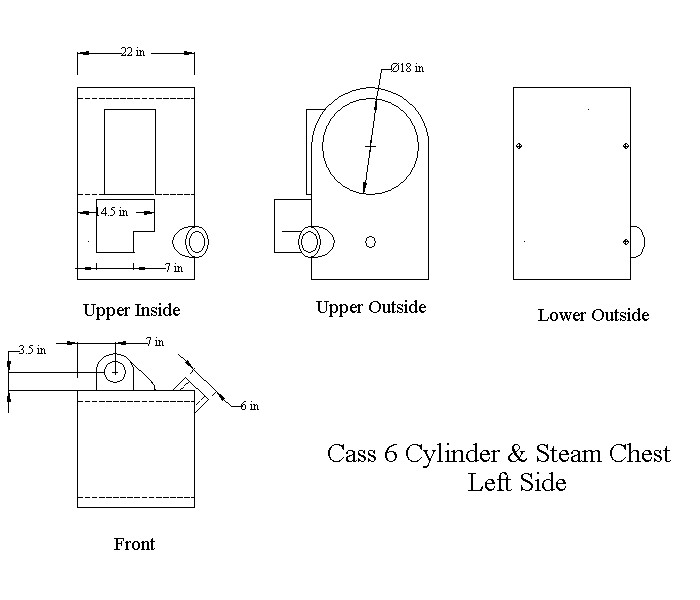 22 in
Ø18 in
14.5 in
7 in
Upper Inside
Upper Outside
Lower Outside
3.5 in
7 in
6 in
Cass 6 Cylinder & Steam Chest
Left Side
Front